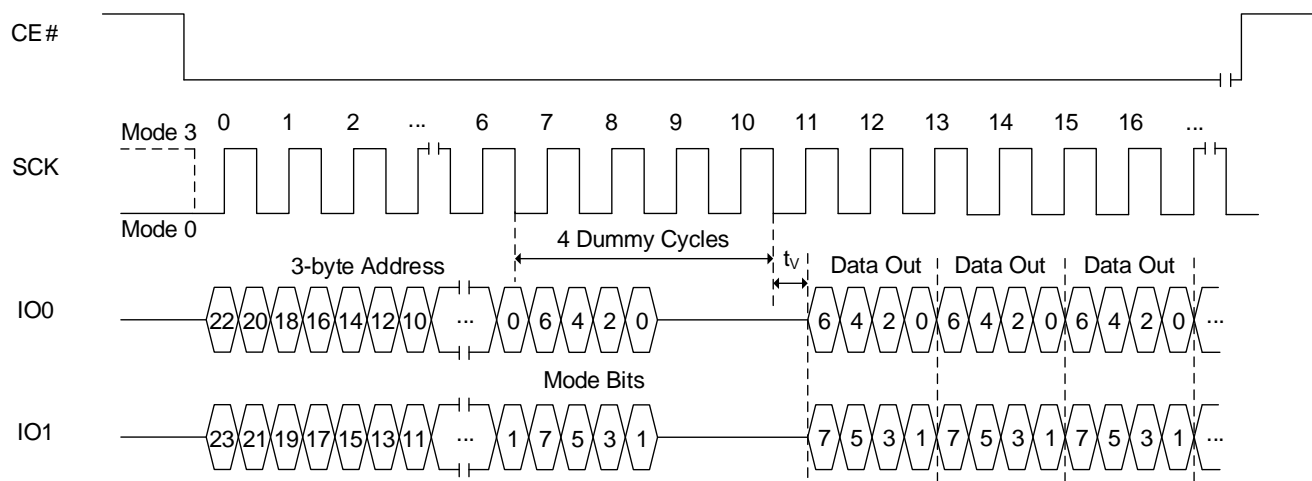 CE#
0 1 2 ... 6 7 8 9 10 11 12 13 14 15 16 ...
Mode 3
SCK
Mode 0
4 Dummy Cycles
3-byte Address
tV
Data Out Data Out Data Out
IO0
22 20 18 16 14 12 10 ... 0 6 4 2 0 6 4 2 0 6 4 2 0 6 4 2 0 ...
Mode Bits
IO1
23 21 19 17 15 13 11 ... 1 7 5 3 1 7 5 3 1 7 5 3 1 7 5 3 1 ...